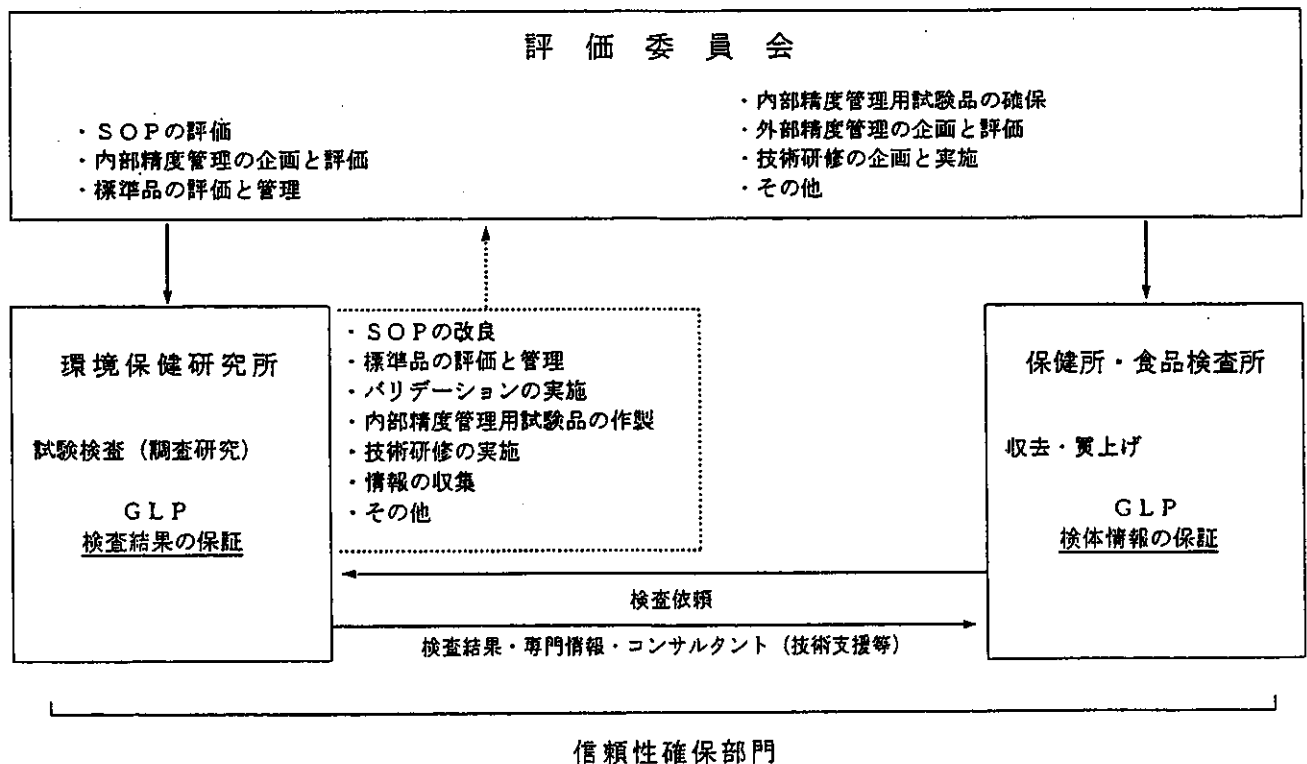 評価委員会
・SOPの評価
・内部精度管理の企画と評価
・標準品の評価と管理
・内部精度管理用試験品の確保
・外部精度管理の企画と評価
・技術研修の企画と実施
・その他
環境保健研究所
試験検査（調査研究）
GLP
検査結果の保証
・SOPの改良
・標準品の評価と管理
・バリデーションの実施
・内部精度管理用試験品の作製
・技術研修の実施
・情報の収集
・その他
保健所・食品検査所
収去・買上げ
GLP
検体情報の保証
検査依頼
検査結果・専門情報・コンサルタント（技術支援等）
信頼性確保部門